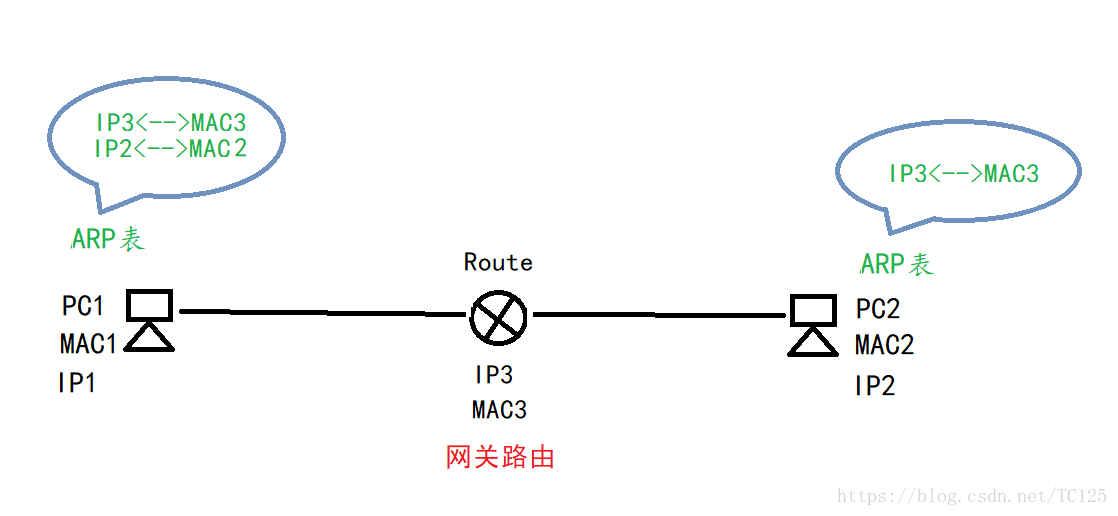 IP3<-->MAC3
IP2<-->MAC2
ARP表
IP3<-->MAC3
ARP表
Route
PC1
MAC1
IP1
IP3
MAC3
网关路由
PC2
MAC2
IP2
https://blog.csdn.net/TC125